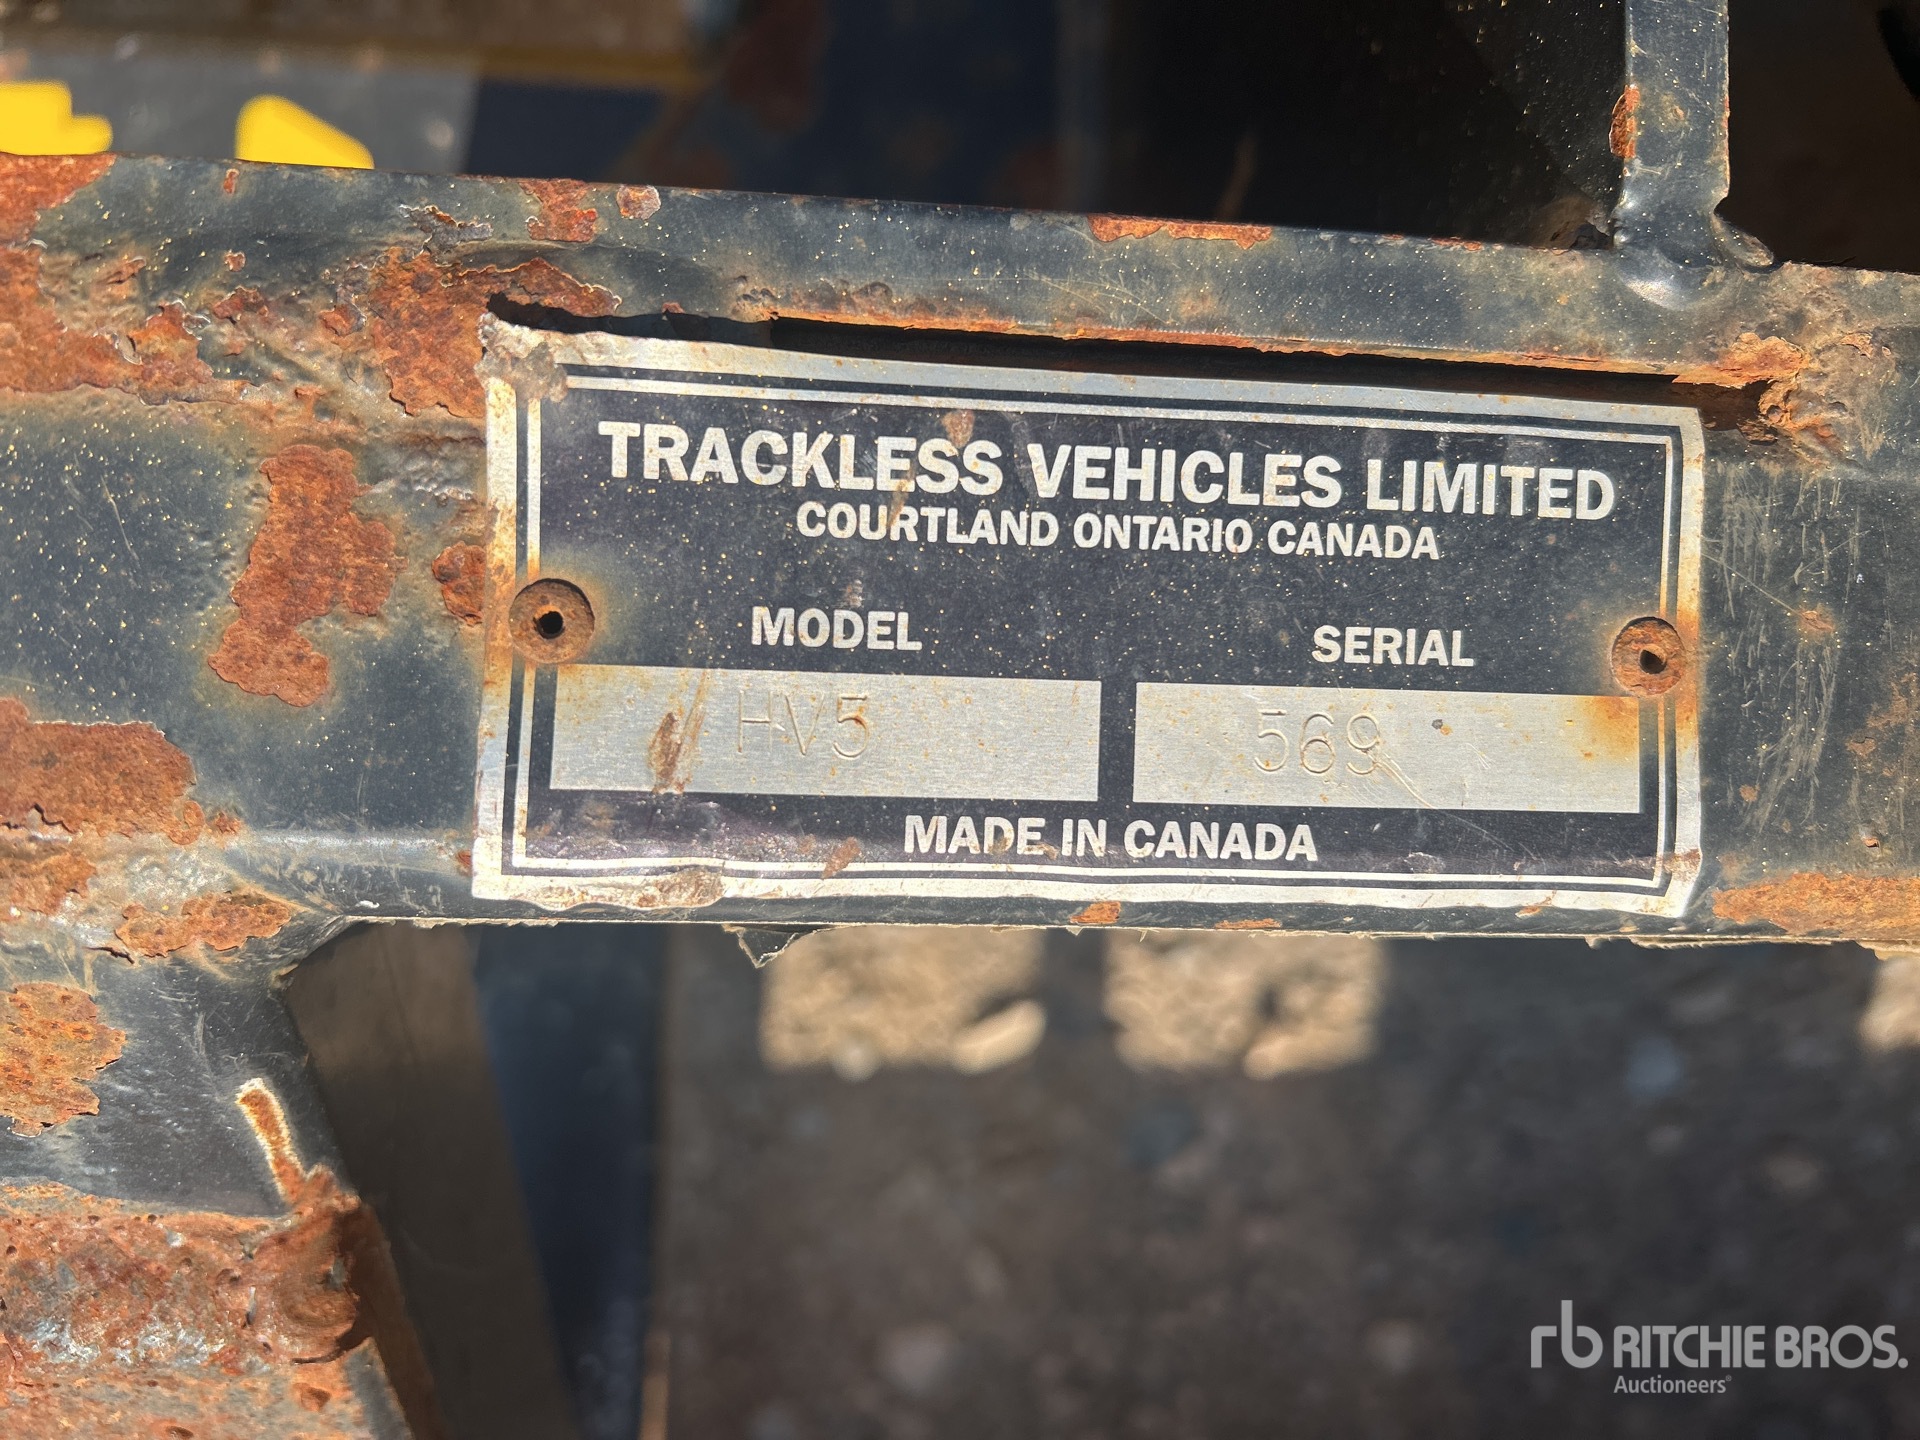 TRACKLESS VEHICLES LIMITED
COURTLAND ONTARIO CANADA
MODEL SERIAL
HV5 569
MADE IN CANADA
rb RITCHIE BROS.
Auctioneers